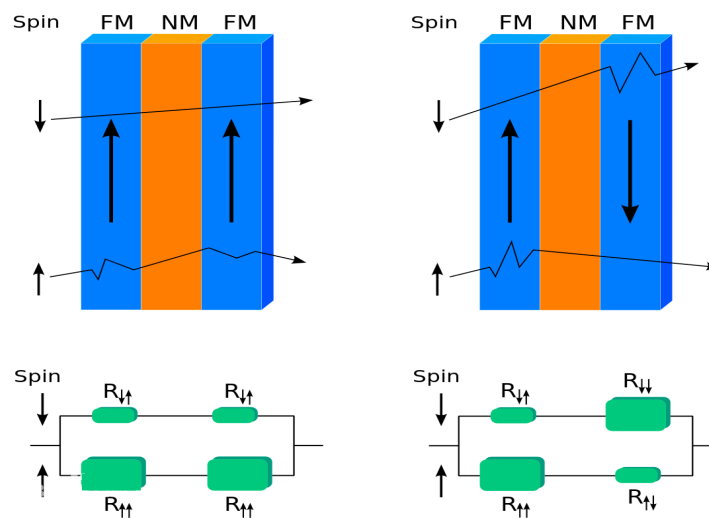 Spin FM NM FM
Spin FM NM FM
Spin
R↓↑ R↓↑
R↑↑ R↑↑
Spin
R↓↑ R↓↓
R↑↑ R↑↓